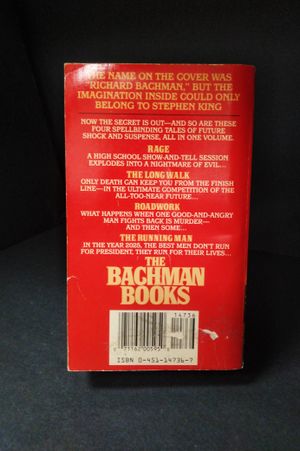 THE NAME ON THE COVER WAS
"RICHARD BACHMAN," BUT THE
IMAGINATION INSIDE COULD ONLY
BELONG TO STEPHEN KING
NOW THE SECRET IS OUT—AND SO ARE THESE
FOUR SPELLBINDING TALES OF FUTURE
SHOCK AND SUSPENSE, ALL IN ONE VOLUME.
RAGE
A HIGH SCHOOL SHOW-AND-TELL SESSION
EXPLODES INTO A NIGHTMARE OF EVIL...
THE LONG WALK
ONLY DEATH CAN KEEP YOU FROM THE FINISH
LINE—IN THE ULTIMATE COMPETITION OF THE
ALL-TOO-NEAR FUTURE...
ROADWORK
WHAT HAPPENS WHEN ONE GOOD-AND-ANGRY
MAN FIGHTS BACK IS MURDER—
AND THEN SOME...
THE RUNNING MAN
IN THE YEAR 2025, THE BEST MEN DON'T RUN
FOR PRESIDENT, THEY RUN FOR THEIR LIVES...
THE
BACHMAN
BOOKS
14736
71162 00595
ISBN 0-451-14736-7